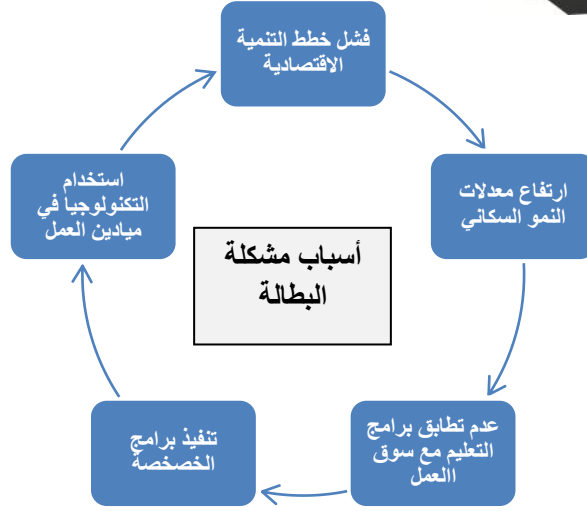 فشل خطط التنمية
الاقتصادية
ارتفاع معدلات
النمو السكاني
عدم تطابق برامج
التعليم مع سوق
االعمل
تنفيذ برامج
الخصخصة
استخدام
التكنولوجيا في
ميادين العمل
أسباب مشكلة
البطالة